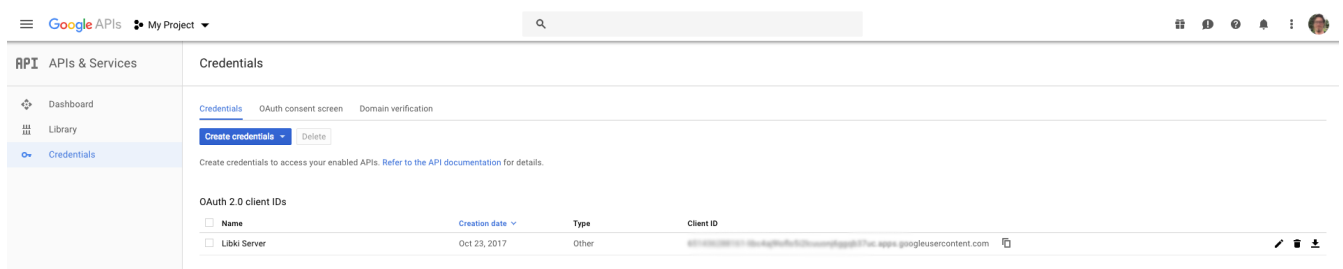 Google APIs My Project
API APIs & Services Credentials
Dashboard
Library
Credentials
Credentials OAuth consent screen Domain verification
Create credentials Delete
Create credentials to access your enabled APIs. Refer to the API documentation for details.
OAuth 2.0 client IDs
Name Creation date Type Client ID
Libki Server Oct 23, 2017 Other .apps.googleusercontent.com